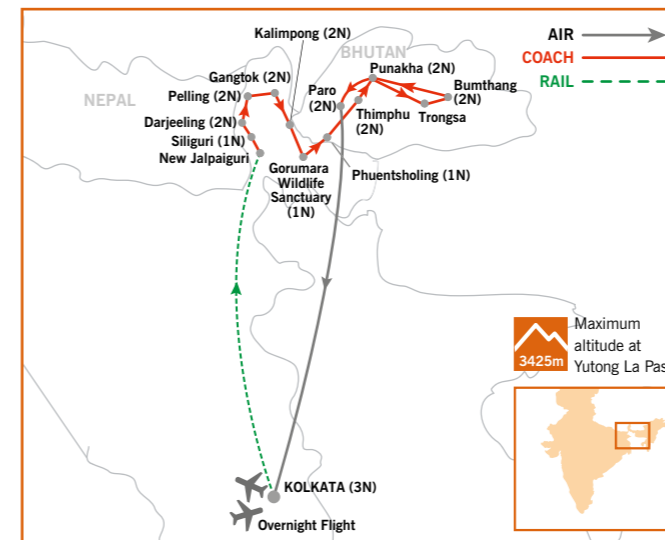 Kalimpong (2N)
AIR
COACH
RAIL
BHUTAN
NEPAL
Gangtok (2N)
Punakha (2N)
Pelling (2N)
Paro
(2N)
Bumthang
(2N)
Darjeeling (2N)
Thimphu
(2N)
Trongsa
Siliguri (1N)
New Jalpaiguri
Gorumara
Wildlife
Sanctuary
(1N)
Phuentsholing (1N)
Maximum
altitude at
Yutong La Pas
3425m
KOLKATA (3N)
Overnight Flight